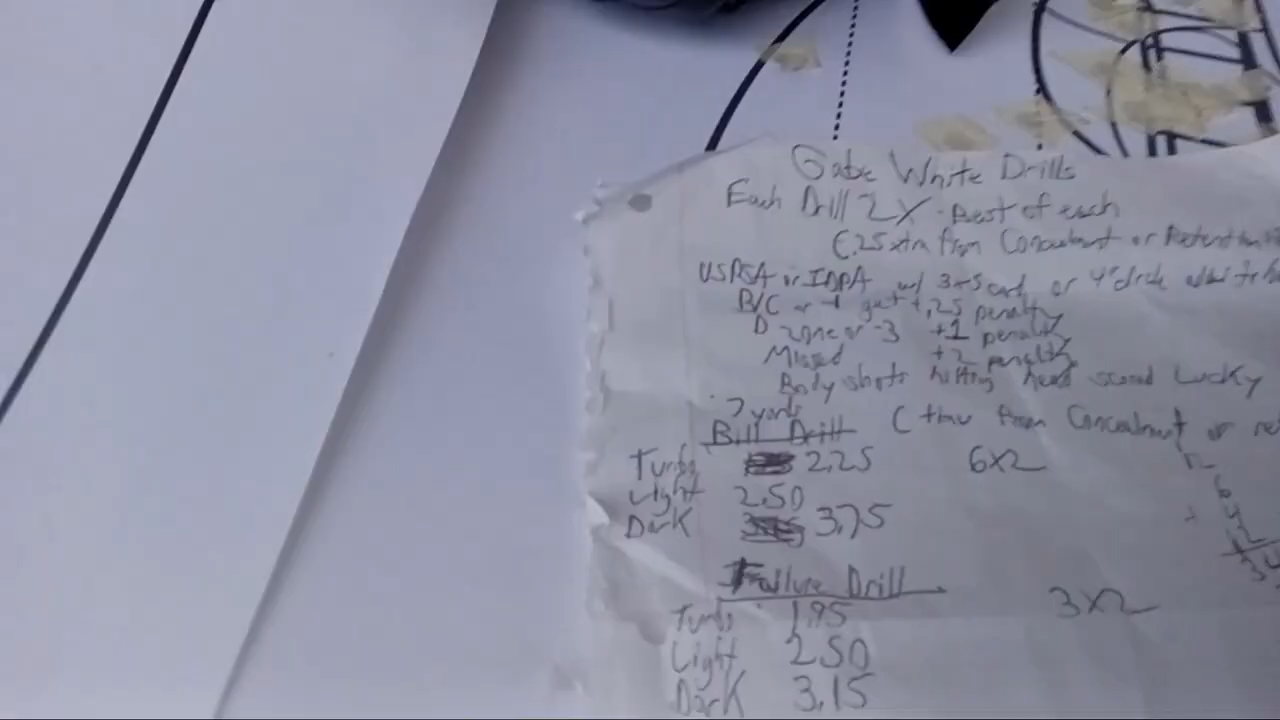 Gabe White Drills
Each Drill 2X - Best of each
(.25 xtra from Concealment or Retention
USPSA or IDPA w/ 3x5 card or 4" circle
B/C or -1 get +.25 penalty
D zone or -3 +1 penalty
Missed +2 penalty
Body shots hitting head scored Lucky
7 yards
Bill Drill ( + time from Concealment or re
Turbo 2.25 6x2
Light 2.50
Dark 3.75
Failure Drill
Turbo 1.95 3x2
Light 2.50
Dark 3.15